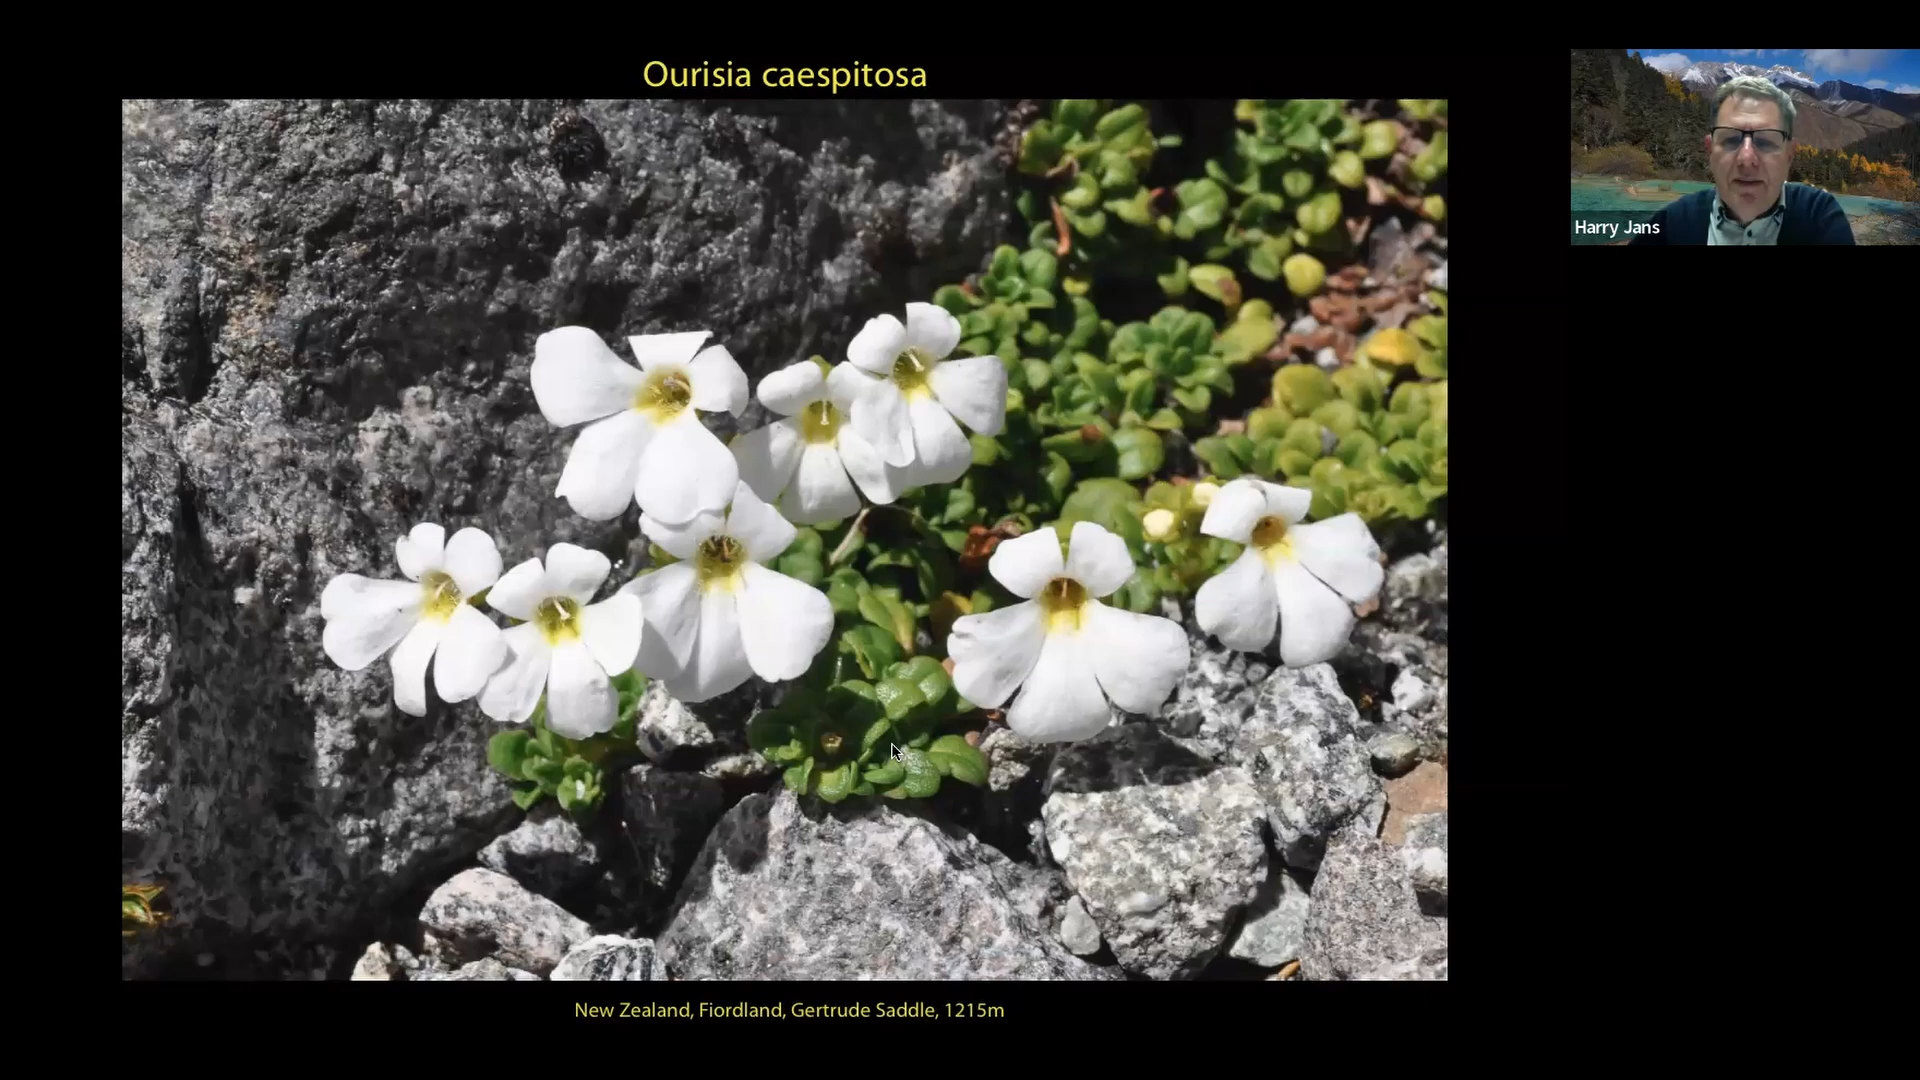 Ourisia caespitosa
Harry Jans
New Zealand, Fiordland, Gertrude Saddle, 1215m